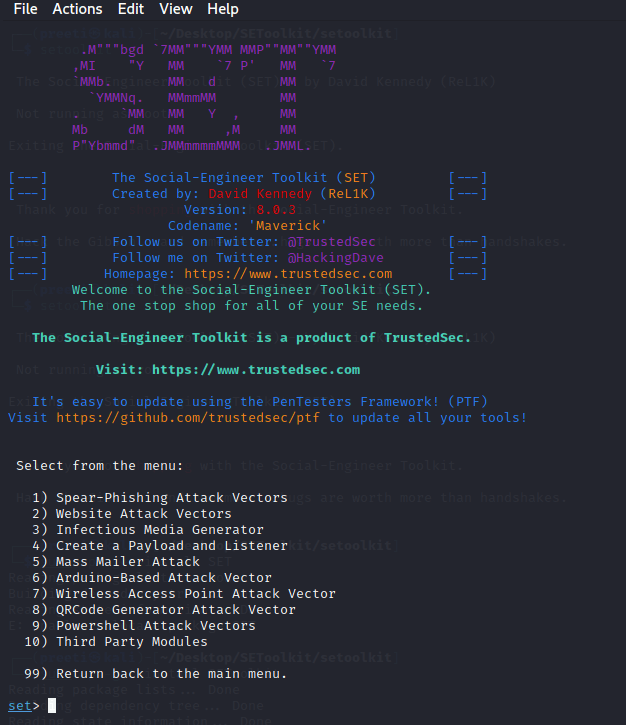 File Actions Edit View Help
.M"""bgd `7MM"""YMM MMP""MM""YMM
,MI "Y MM `7 P' MM `7
`MMb. MM d MM
`YMMNq. MMmmMM MM
. `MM MM Y , MM
Mb dM MM ,M MM
P"Ybmmd" .JMMmmmmMMM .JMML.
[---] The Social-Engineer Toolkit (SET) [---]
[---] Created by: David Kennedy (ReL1K) [---]
Version: 8.0.3
Codename: 'Maverick'
[---] Follow us on Twitter: @TrustedSec [---]
[---] Follow me on Twitter: @HackingDave [---]
[---] Homepage: https://www.trustedsec.com [---]
Welcome to the Social-Engineer Toolkit (SET).
The one stop shop for all of your SE needs.
The Social-Engineer Toolkit is a product of TrustedSec.
Visit: https://www.trustedsec.com
It's easy to update using the PenTesters Framework! (PTF)
Visit https://github.com/trustedsec/ptf to update all your tools!
Select from the menu:
1) Spear-Phishing Attack Vectors
2) Website Attack Vectors
3) Infectious Media Generator
4) Create a Payload and Listener
5) Mass Mailer Attack
6) Arduino-Based Attack Vector
7) Wireless Access Point Attack Vector
8) QRCode Generator Attack Vector
9) Powershell Attack Vectors
10) Third Party Modules
99) Return back to the main menu.
set>